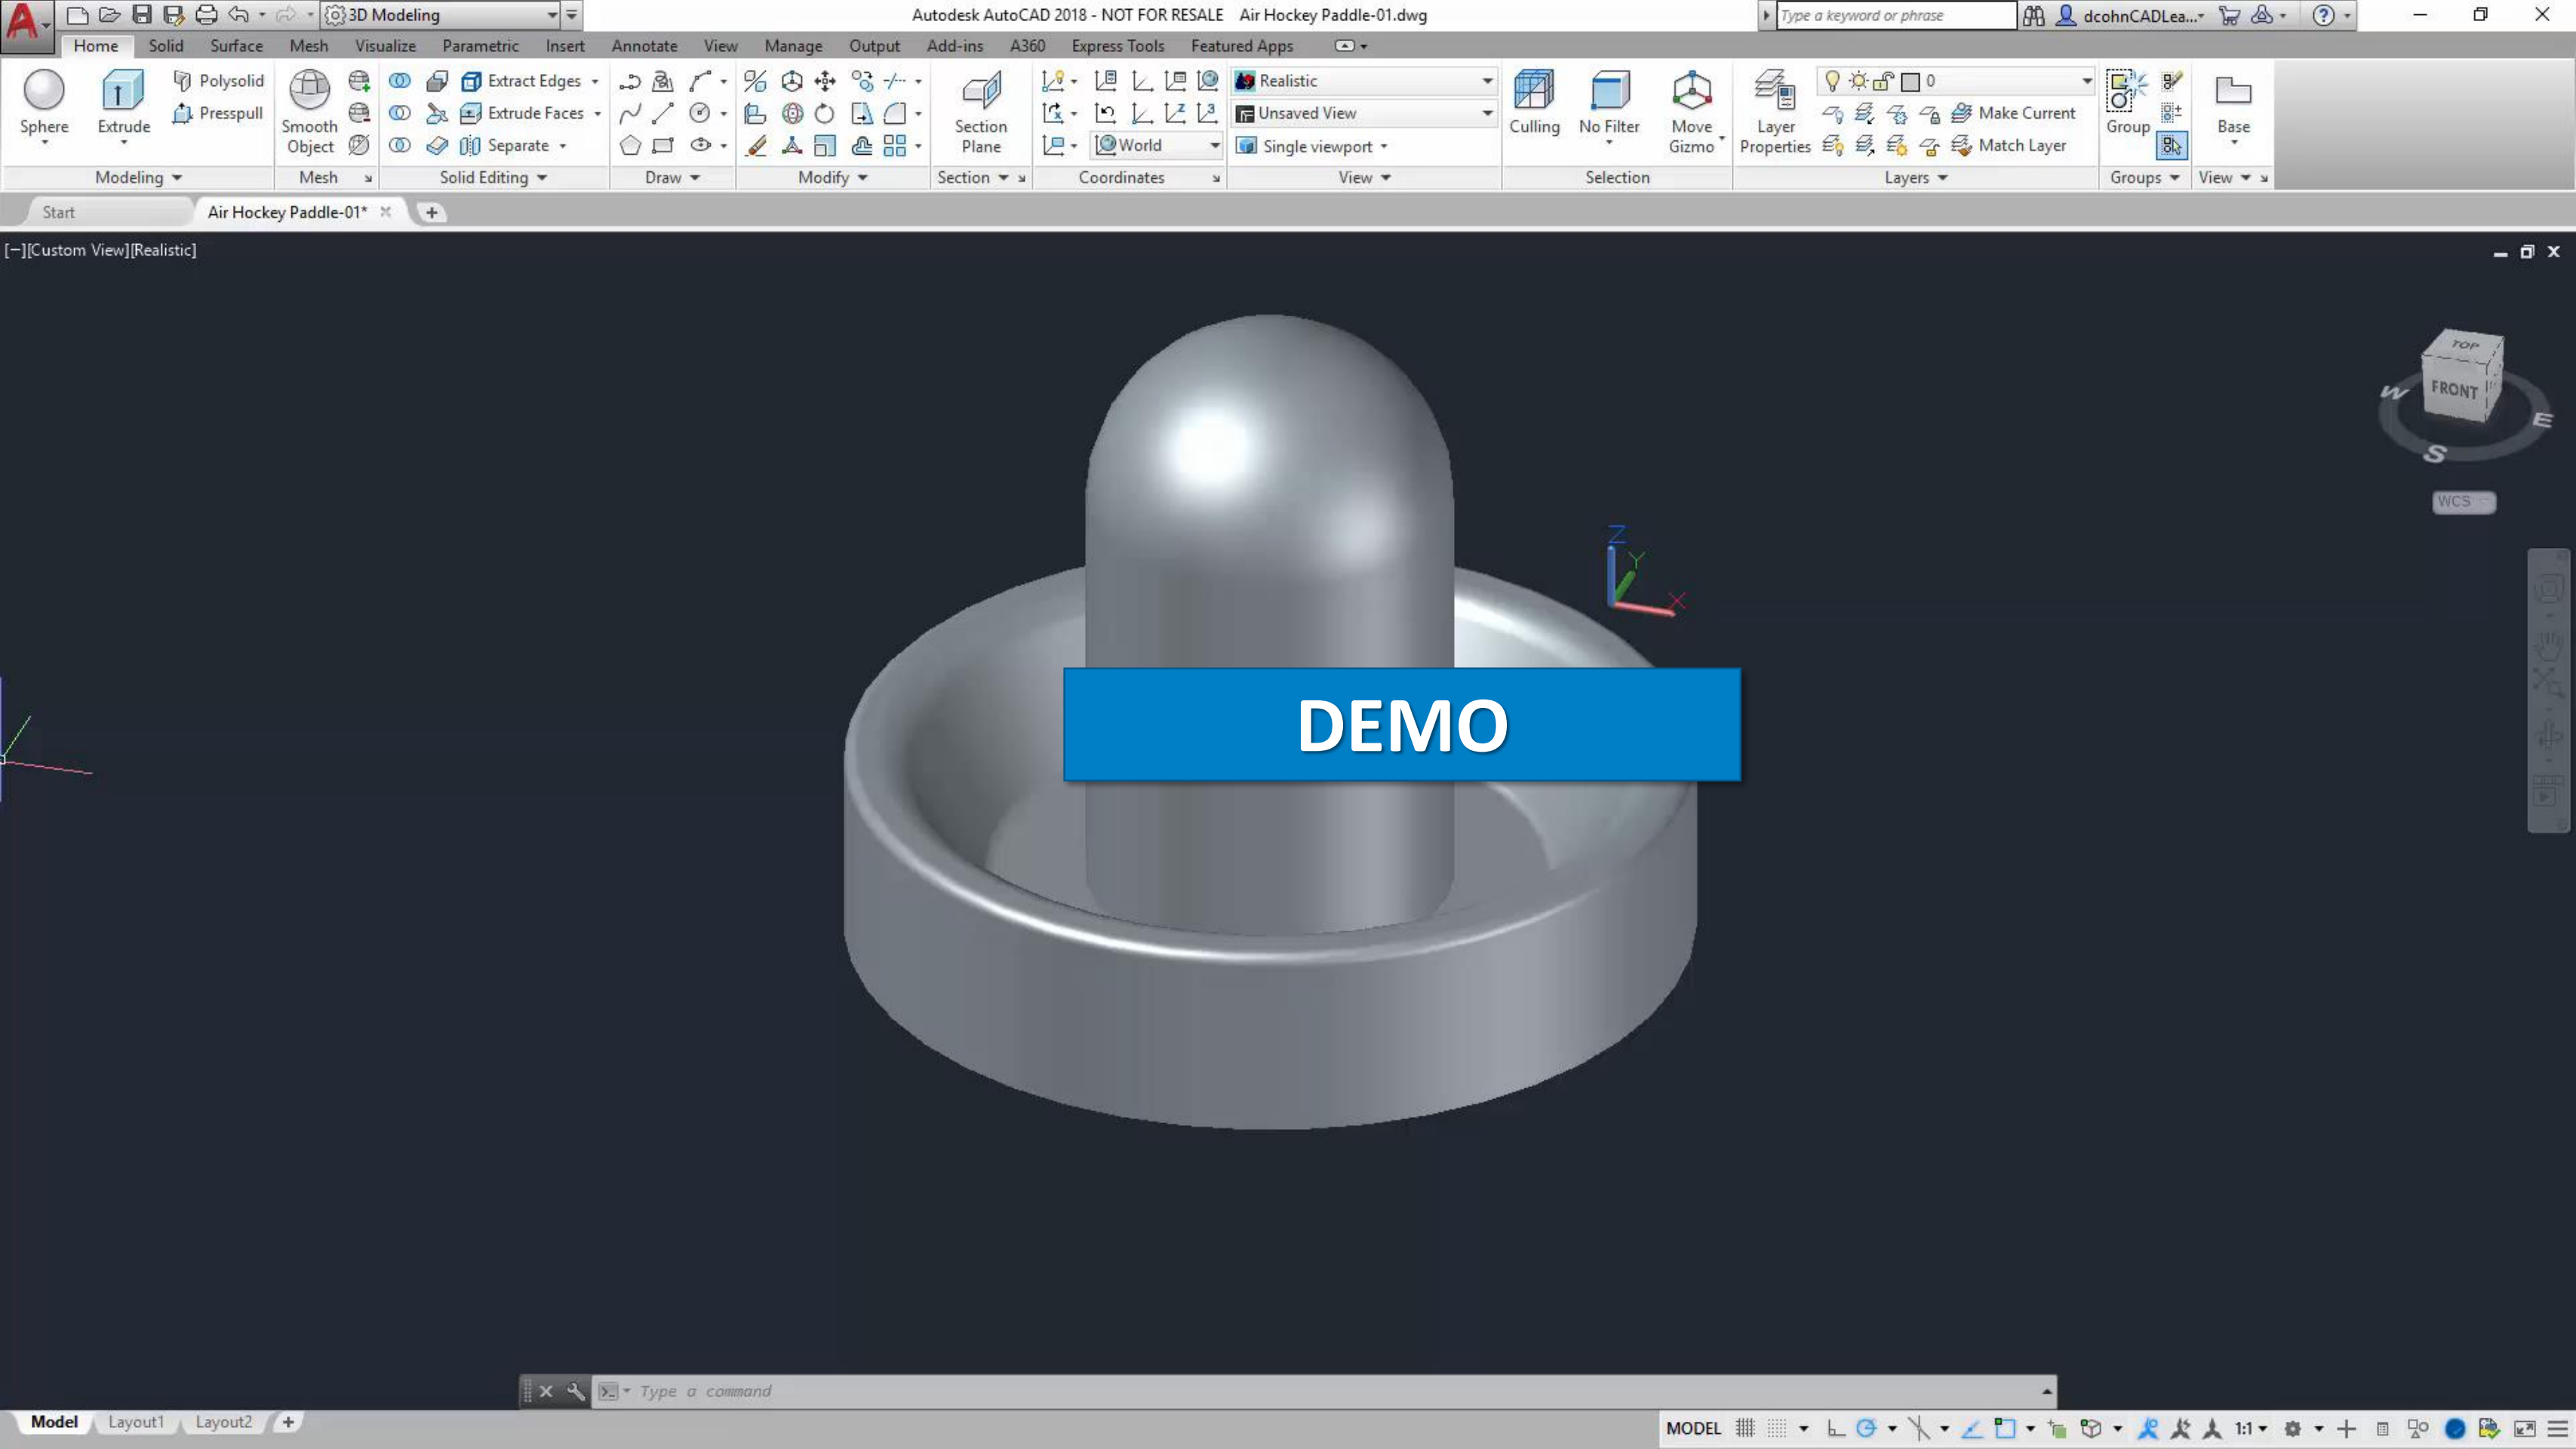 3D Modeling Autodesk AutoCAD 2018 - NOT FOR RESALE Air Hockey Paddle-01.dwg Type a keyword or phrase dcohnCADLea...
Home Solid Surface Mesh Visualize Parametric Insert Annotate View Manage Output Add-ins A360 Express Tools Featured Apps
Polysolid Extract Edges Realistic 0
Presspull Extrude Faces Unsaved View Make Current
Sphere Extrude Smooth Object Separate Section Plane World Single viewport Culling No Filter Move Gizmo Layer Properties Match Layer Group Base
Modeling Mesh Solid Editing Draw Modify Section Coordinates View Selection Layers Groups View
Start Air Hockey Paddle-01*
[−][Custom View][Realistic]
TOP
FRONT
W
E
S
WCS
Z
Y
X
DEMO
Type a command
Model Layout1 Layout2 MODEL 1:1